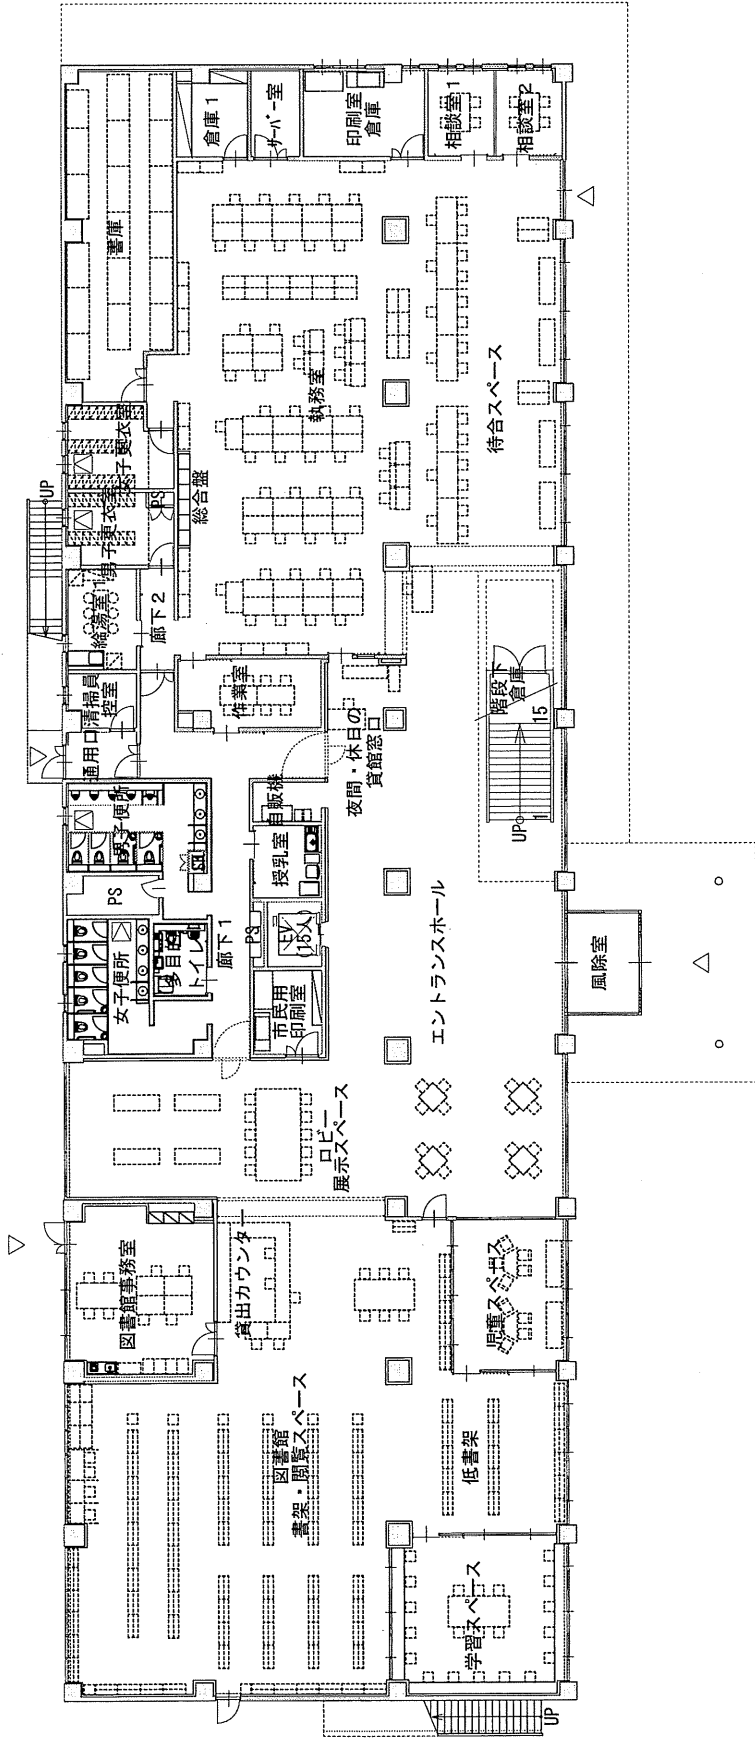 書庫
倉庫1
サーバー室
印刷室
倉庫
相談室1
相談室2
女子更衣室
男子更衣室
PS
UP
給湯室1
廊下2
総合盤
執務室
待合スペース
清掃員
控室
通用口
作業室
夜間・休日の
貸館窓口
階段下
倉庫
15
UP
1
男子便所
SK
自販機
授乳室
PS
PS
EV
(15人)
廊下1
女子便所
多目的
トイレ
市民用
印刷室
エントランスホール
風除室
ロビー
展示スペース
図書館事務室
貸出カウンター
児童スペース
図書館
書架・閲覧スペース
低書架
学習スペース
UP